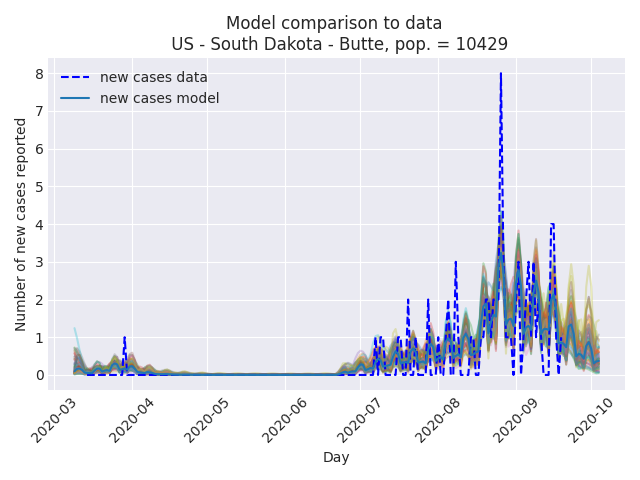 Model comparison to data
US - South Dakota - Butte, pop. = 10429
new cases data
new cases model
Number of new cases reported
8
7
6
5
4
3
2
1
0
2020-03
2020-04
2020-05
2020-06
2020-07
2020-08
2020-09
2020-10
Day